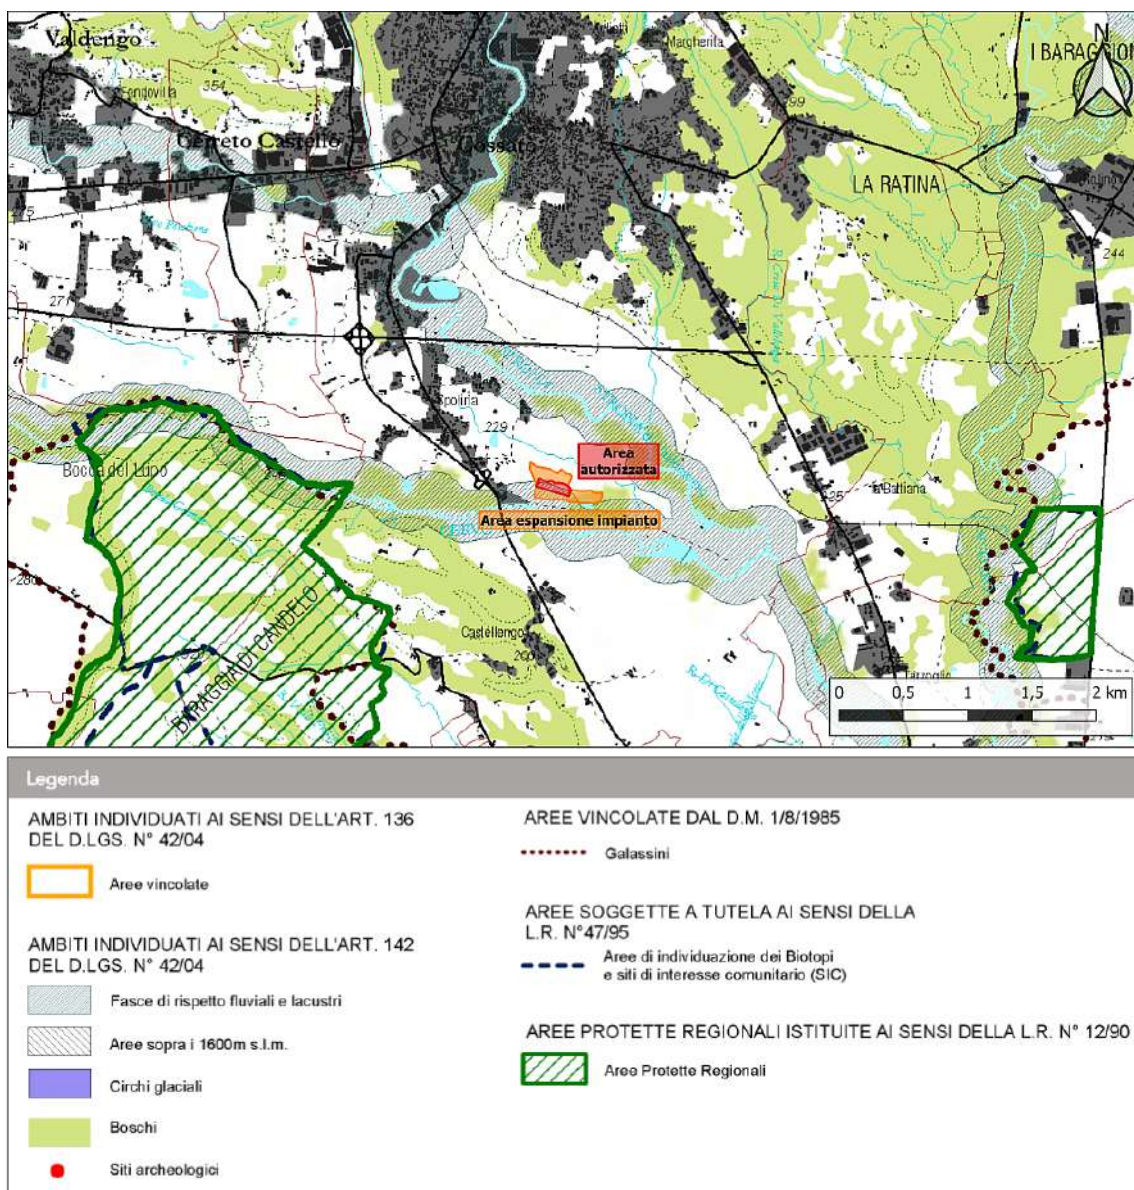 Valdengo
354
Cerreto Castello
Cossato
Margherita
N
I BARAGGION
LA RATINA
244
271
Spolina
229
Area
autorizzata
Bocca del Lupo
Battiana
Area espansione impianto
BARAGGIA DI CANDELO
Castellengo
0 0,5 1 1,5 2 km
Legenda
AMBITI INDIVIDUATI AI SENSI DELL'ART. 136
DEL D.LGS. N° 42/04
Aree vincolate
AMBITI INDIVIDUATI AI SENSI DELL'ART. 142
DEL D.LGS. N° 42/04
Fasce di rispetto fluviali e lacustri
Aree sopra i 1600m s.l.m.
Circhi glaciali
Boschi
Siti archeologici
AREE VINCOLATE DAL D.M. 1/8/1985
Galassini
AREE SOGGETTE A TUTELA AI SENSI DELLA
L.R. N°47/95
Aree di individuazione dei Biotopi
e siti di interesse comunitario (SIC)
AREE PROTETTE REGIONALI ISTITUITE AI SENSI DELLA L.R. N° 12/90
Aree Protette Regionali